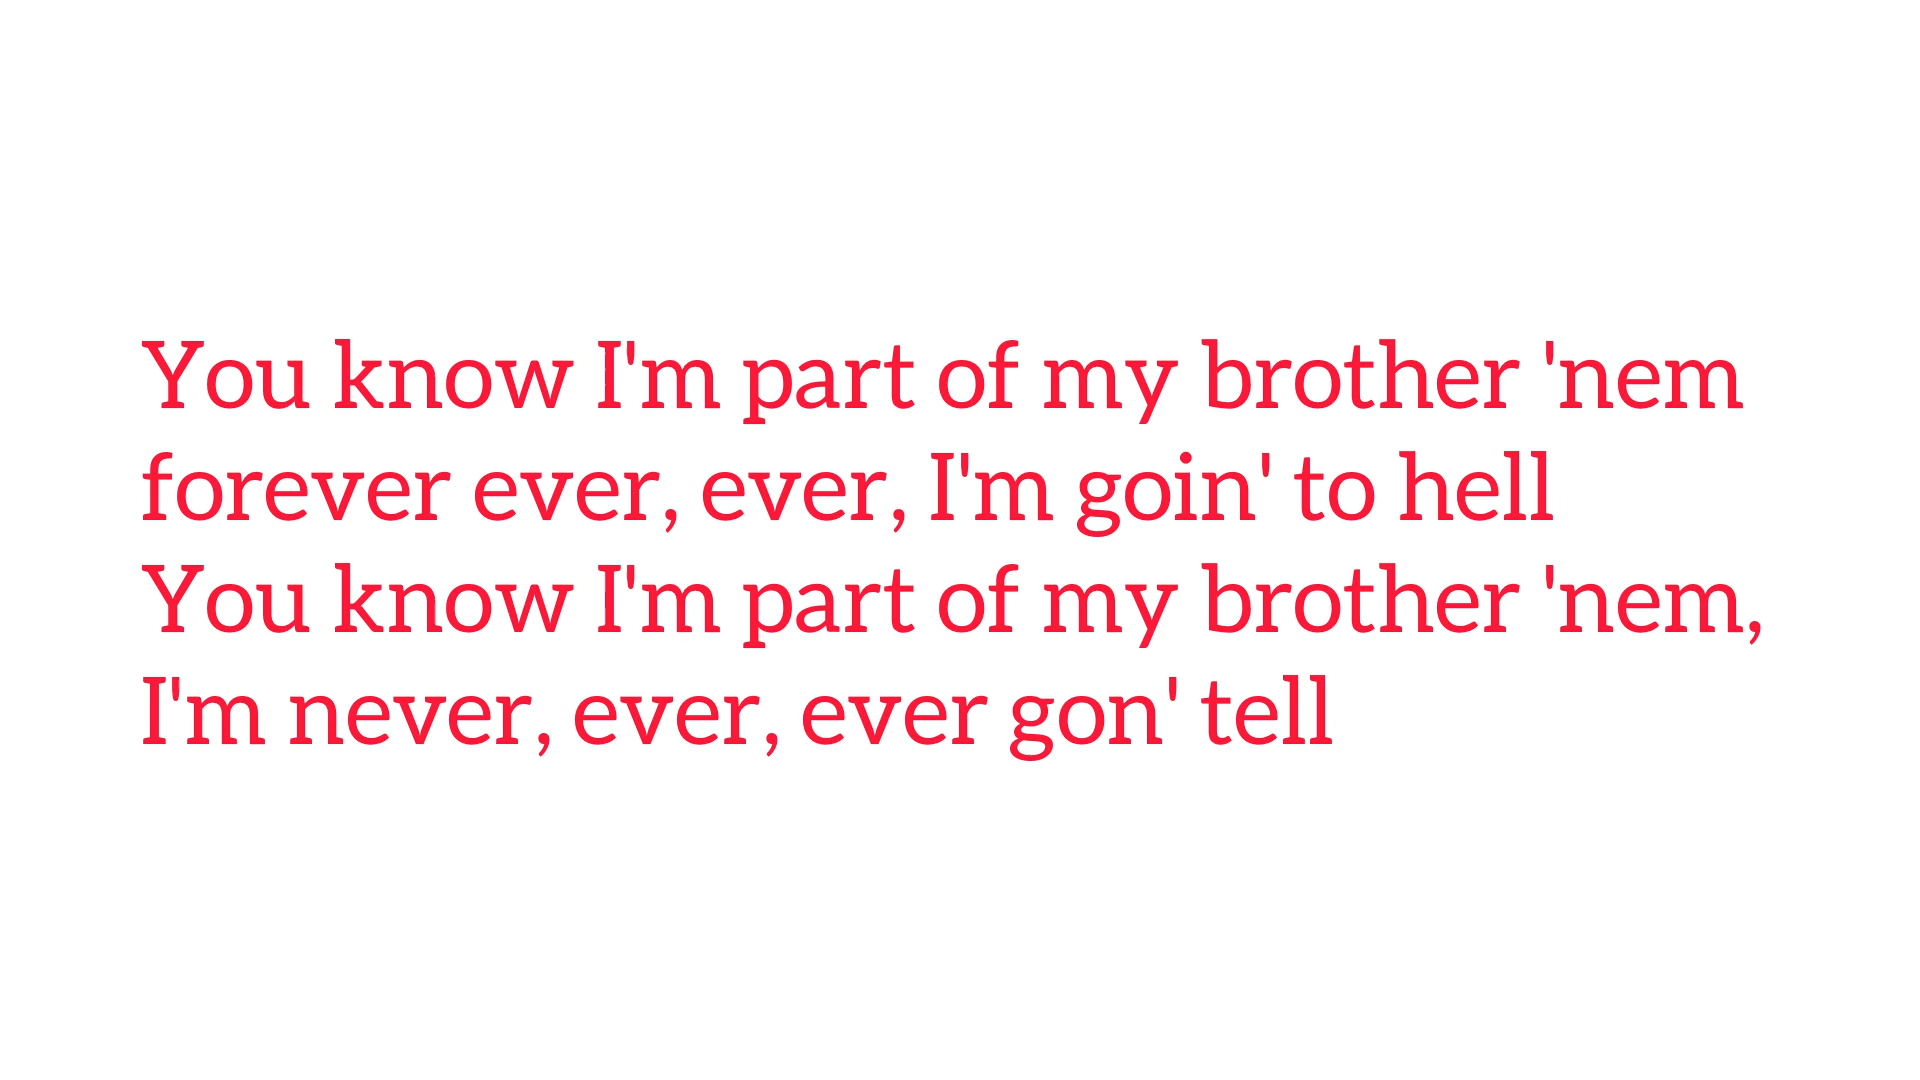 You know I'm part of my brother 'nem
forever ever, ever, I'm goin' to hell
You know I'm part of my brother 'nem,
I'm never, ever, ever gon' tell